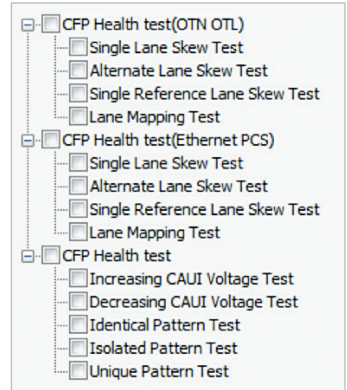 CFP Health test(OTN OTL)
Single Lane Skew Test
Alternate Lane Skew Test
Single Reference Lane Skew Test
Lane Mapping Test
CFP Health test(Ethernet PCS)
Single Lane Skew Test
Alternate Lane Skew Test
Single Reference Lane Skew Test
Lane Mapping Test
CFP Health test
Increasing CAUI Voltage Test
Decreasing CAUI Voltage Test
Identical Pattern Test
Isolated Pattern Test
Unique Pattern Test